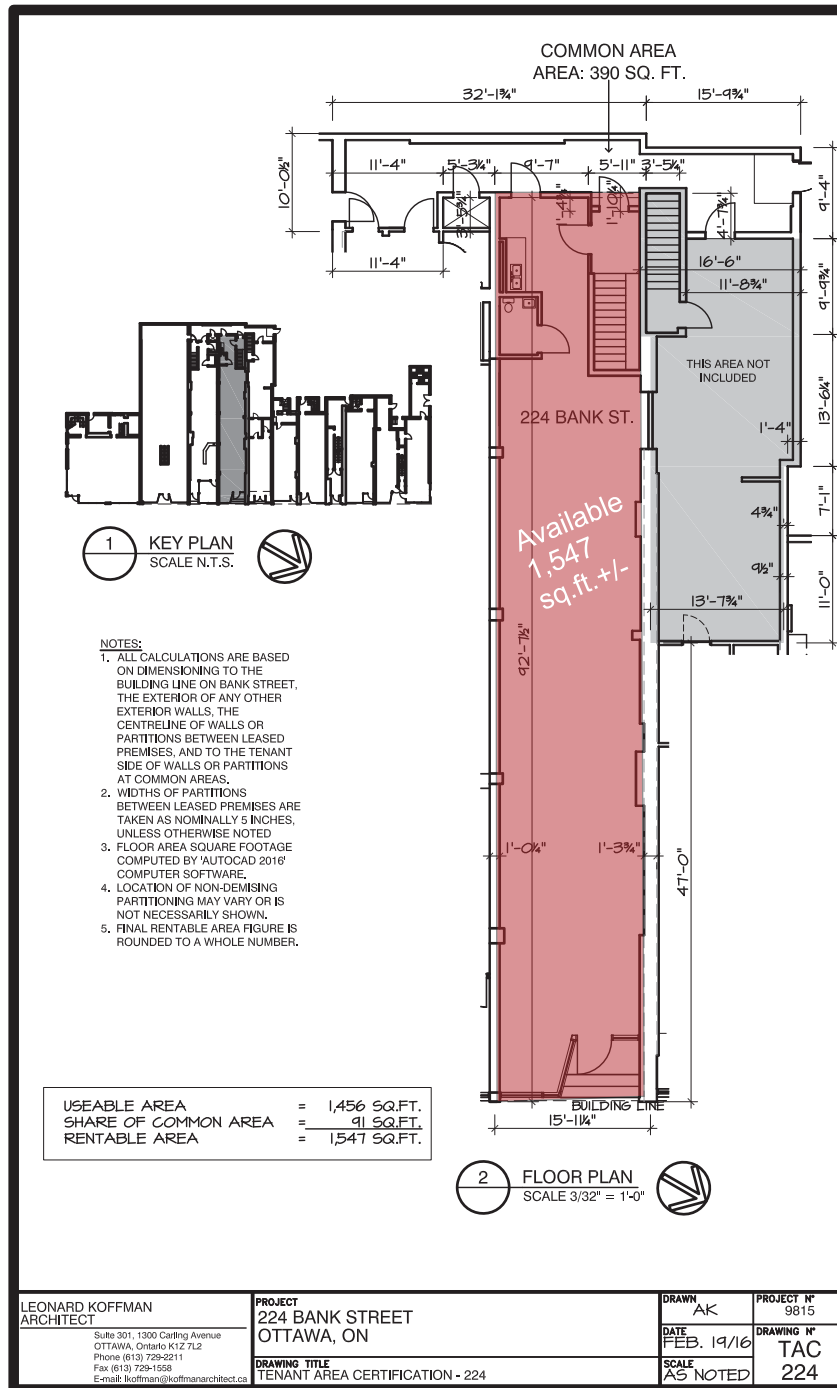 COMMON AREA
AREA: 390 SQ. FT.
32'-1¾"
15'-9¾"
10'-0½"
11'-4"
5'-3¼"
9'-7"
5'-11"
3'-5¼"
9'-4"
3'-5¾"
1'-4¾"
1'-10¼"
4'-7¾"
11'-4"
16'-6"
11'-8¾"
9'-9¾"
THIS AREA NOT
INCLUDED
13'-6¼"
224 BANK ST.
1'-4"
Available
1,547
sq.ft.+/-
7'-1"
4¾"
9½"
11'-0"
13'-7¾"
1 KEY PLAN
SCALE N.T.S.
92'-7½"
NOTES:
1. ALL CALCULATIONS ARE BASED
ON DIMENSIONING TO THE
BUILDING LINE ON BANK STREET,
THE EXTERIOR OF ANY OTHER
EXTERIOR WALLS, THE
CENTRELINE OF WALLS OR
PARTITIONS BETWEEN LEASED
PREMISES, AND TO THE TENANT
SIDE OF WALLS OR PARTITIONS
AT COMMON AREAS.
2. WIDTHS OF PARTITIONS
BETWEEN LEASED PREMISES ARE
TAKEN AS NOMINALLY 5 INCHES,
UNLESS OTHERWISE NOTED
3. FLOOR AREA SQUARE FOOTAGE
COMPUTED BY 'AUTOCAD 2016'
COMPUTER SOFTWARE.
4. LOCATION OF NON-DEMISING
PARTITIONING MAY VARY OR IS
NOT NECESSARILY SHOWN.
5. FINAL RENTABLE AREA FIGURE IS
ROUNDED TO A WHOLE NUMBER.
1'-0¼"
1'-3¾"
47'-0"
USEABLE AREA = 1,456 SQ.FT.
SHARE OF COMMON AREA = 91 SQ.FT.
RENTABLE AREA = 1,547 SQ.FT.
BUILDING LINE
15'-11¼"
2 FLOOR PLAN
SCALE 3/32" = 1'-0"
LEONARD KOFFMAN
ARCHITECT
Suite 301, 1300 Carling Avenue
OTTAWA, Ontario K1Z 7L2
Phone (613) 729-2211
Fax (613) 729-1558
E-mail: lkoffman@koffmanarchitect.ca
PROJECT
224 BANK STREET
OTTAWA, ON
DRAWING TITLE
TENANT AREA CERTIFICATION - 224
DRAWN
AK
DATE
FEB. 19/16
SCALE
AS NOTED
PROJECT Nº
9815
DRAWING Nº
TAC
224